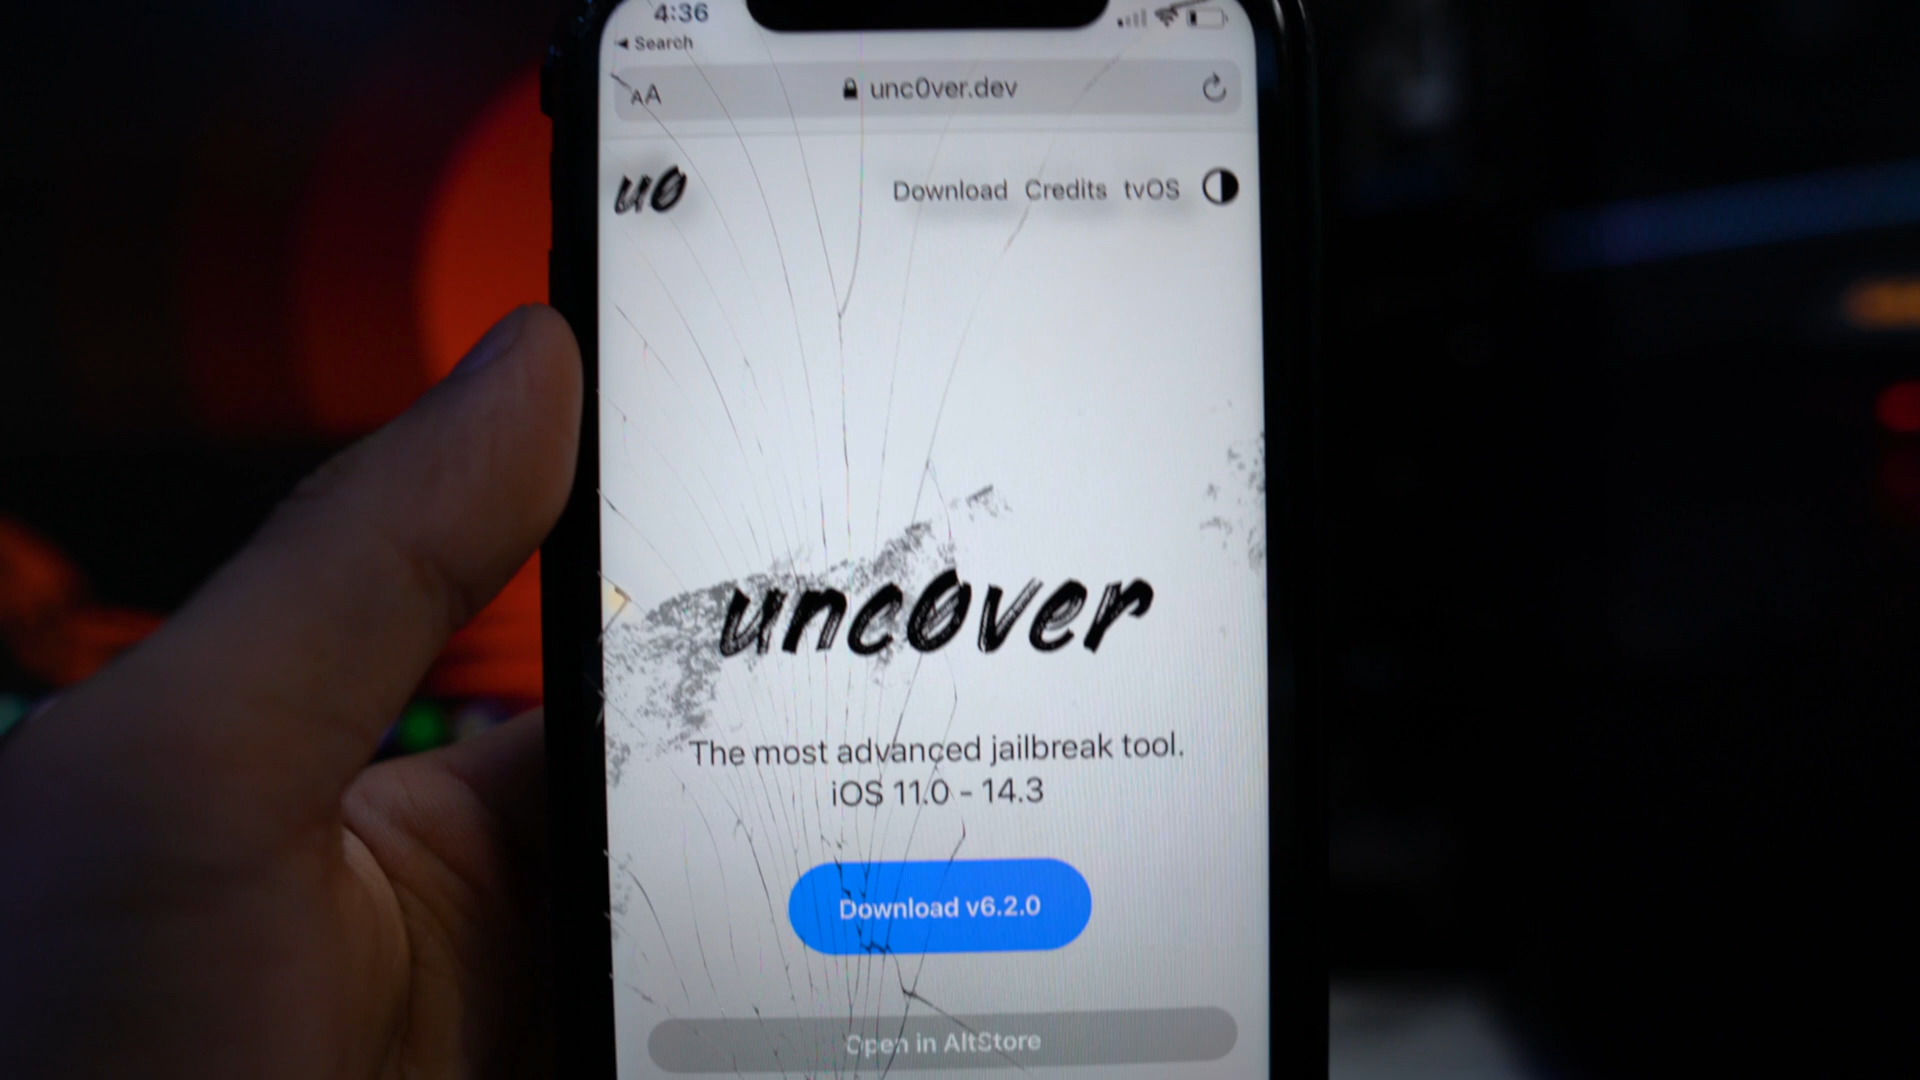 4:36
◀ Search
AA unc0ver.dev
u0 Download Credits tvOS
unc0ver
The most advanced jailbreak tool.
iOS 11.0 - 14.3
Download v6.2.0
Open in AltStore